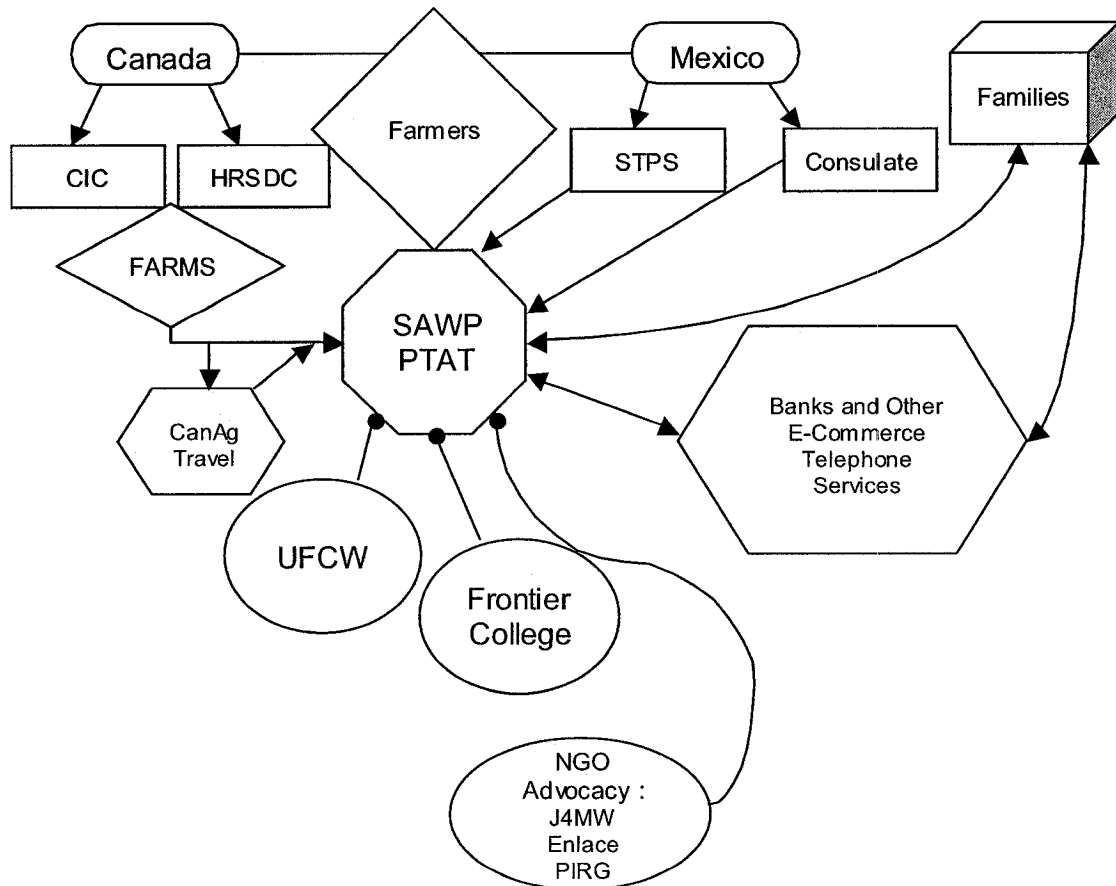 Canada
Mexico
Families
Farmers
CIC
HRSDC
STPS
Consulate
FARMS
SAWP
PTAT
CanAg
Travel
Banks and Other
E-Commerce
Telephone
Services
UFCW
Frontier
College
NGO
Advocacy :
J4MW
Enlace
PIRG